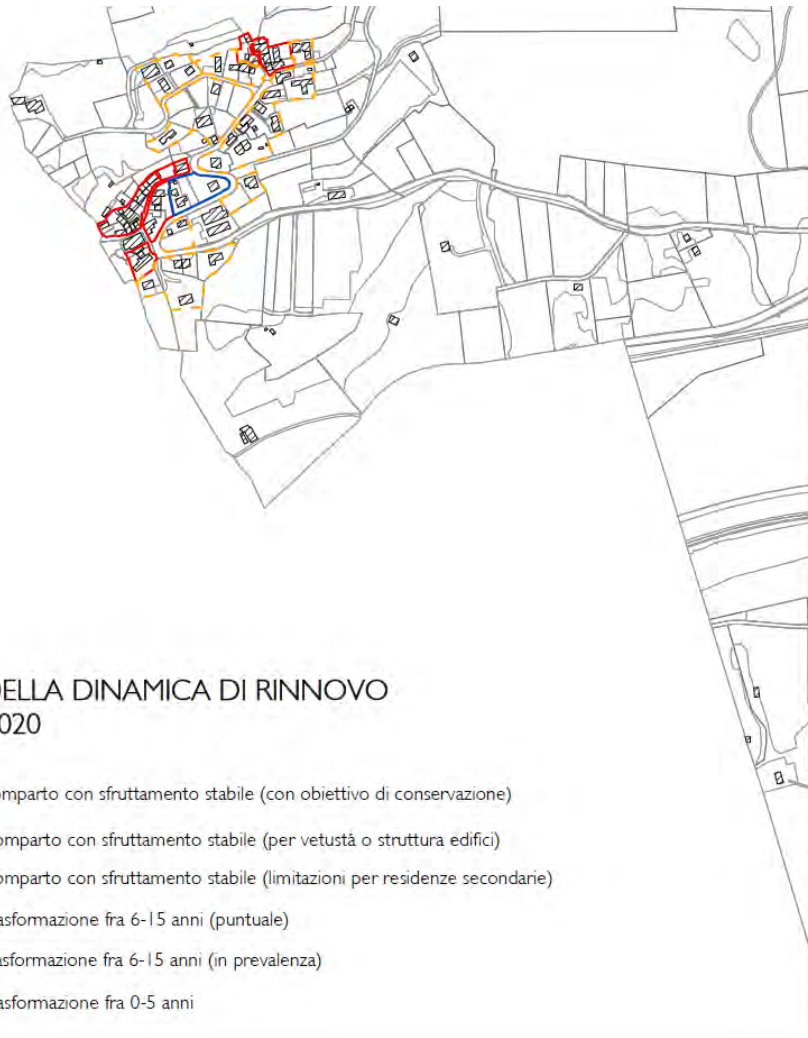 ELLA DINAMICA DI RINNOVO
020
omparto con sfruttamento stabile (con obiettivo di conservazione)
omparto con sfruttamento stabile (per vetustà o struttura edifici)
omparto con sfruttamento stabile (limitazioni per residenze secondarie)
asformazione fra 6-15 anni (puntuale)
asformazione fra 6-15 anni (in prevalenza)
asformazione fra 0-5 anni